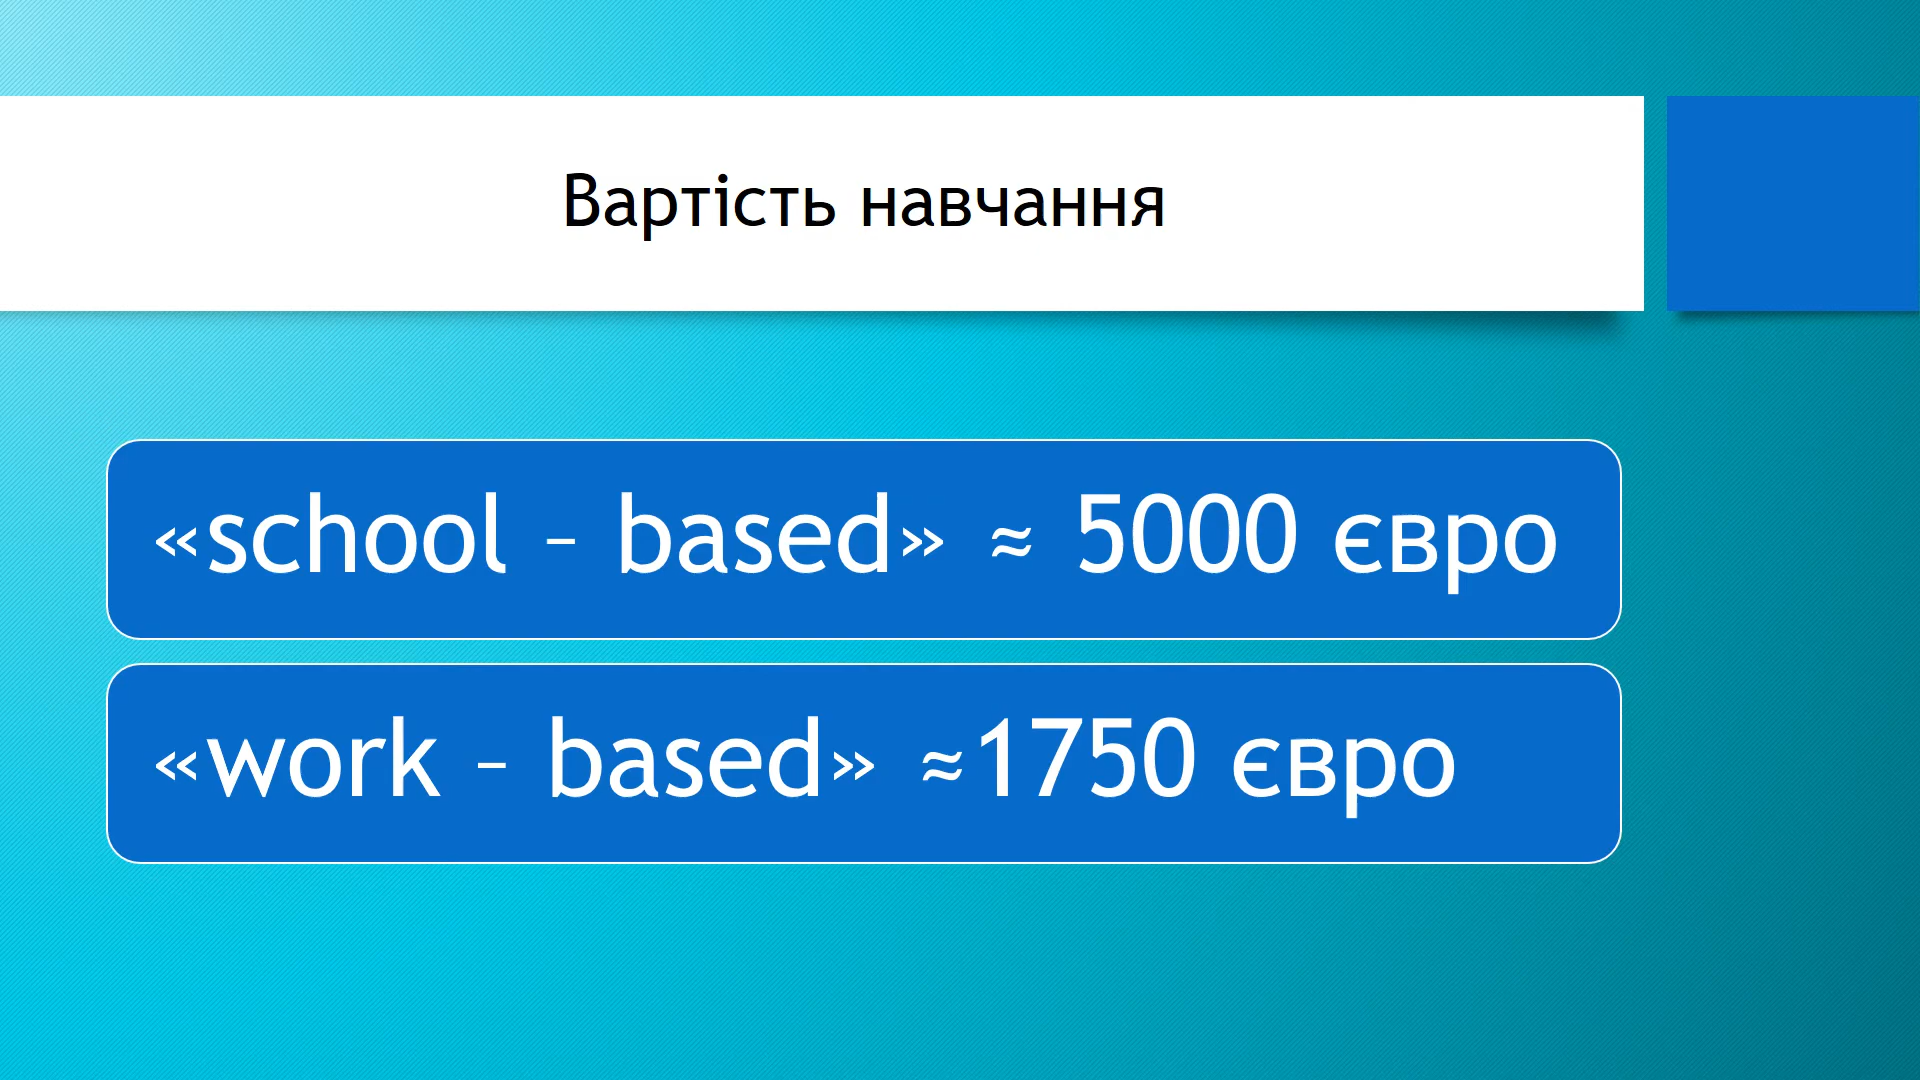 Вартість навчання
«school – based» ≈ 5000 євро
«work – based» ≈1750 євро